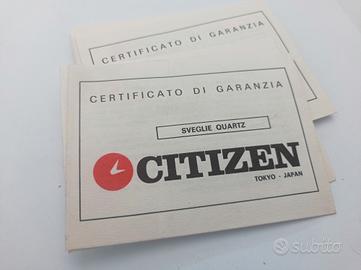 CERTIFICATO DI GARANZIA
CERTIFICATO DI GARANZIA
SVEGLIE QUARTZ
CITIZEN
TOKYO - JAPAN
subito